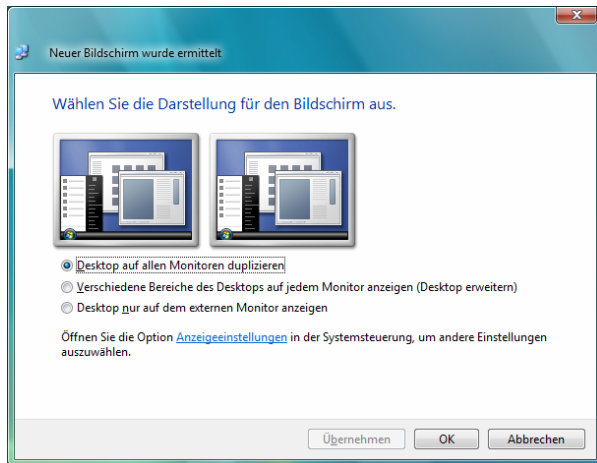 Neuer Bildschirm wurde ermittelt
Wählen Sie die Darstellung für den Bildschirm aus.
Desktop auf allen Monitoren duplizieren
Verschiedene Bereiche des Desktops auf jedem Monitor anzeigen (Desktop erweitern)
Desktop nur auf dem externen Monitor anzeigen
Öffnen Sie die Option Anzeigeeinstellungen in der Systemsteuerung, um andere Einstellungen
auszuwählen.
Übernehmen OK Abbrechen